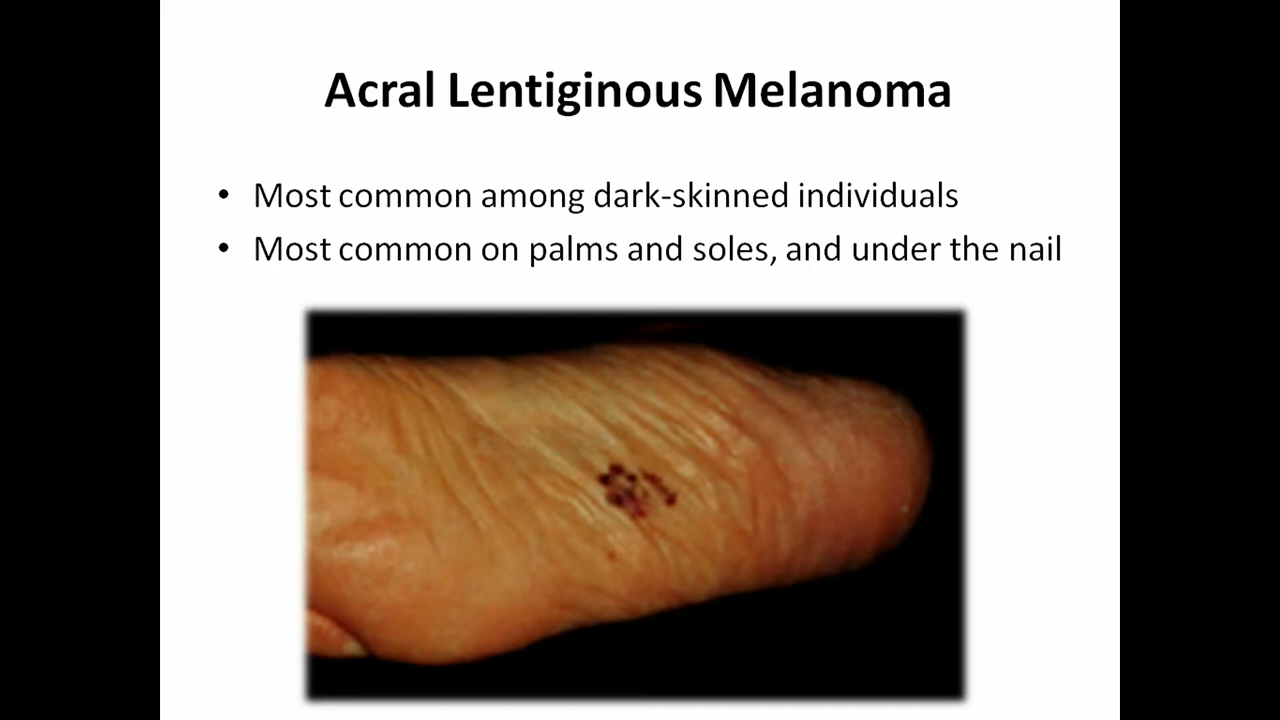 Acral Lentiginous Melanoma
• Most common among dark-skinned individuals
• Most common on palms and soles, and under the nail